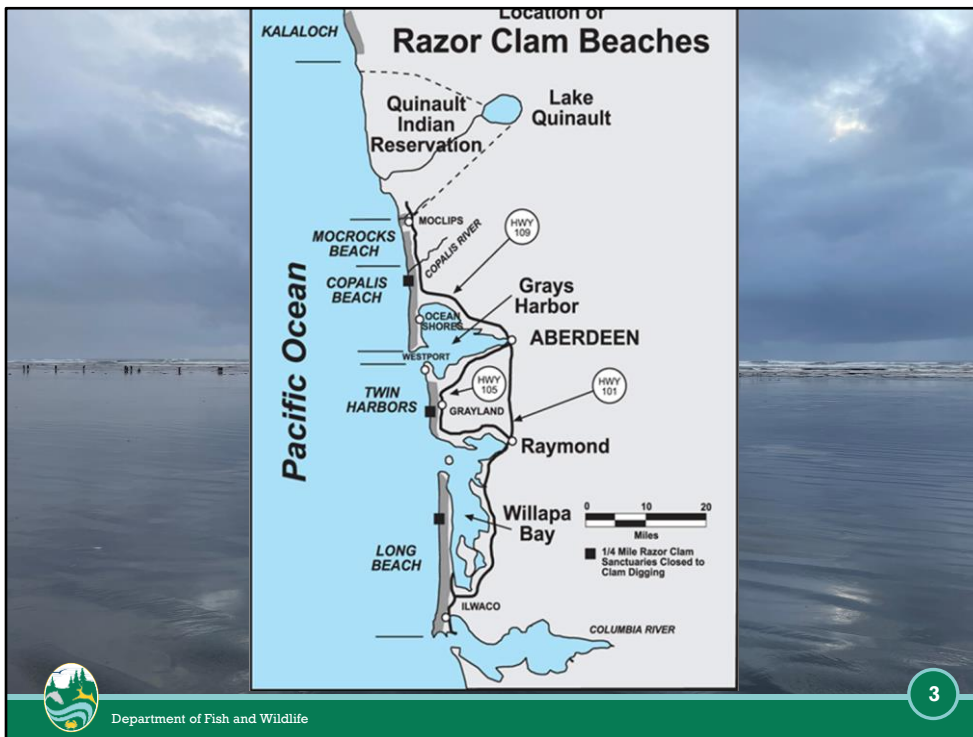 Location of
Razor Clam Beaches
KALALOCH
Quinault
Indian
Reservation
Lake
Quinault
MOCLIPS
HWY
109
MOCROCKS
BEACH
COPALIS RIVER
COPALIS
BEACH
Grays
Harbor
OCEAN
SHORES
ABERDEEN
WESTPORT
Pacific Ocean
TWIN
HARBORS
HWY
105
HWY
101
GRAYLAND
Raymond
Willapa
Bay
0 10 20
Miles
1/4 Mile Razor Clam
Sanctuaries Closed to
Clam Digging
LONG
BEACH
ILWACO
COLUMBIA RIVER
Department of Fish and Wildlife
3